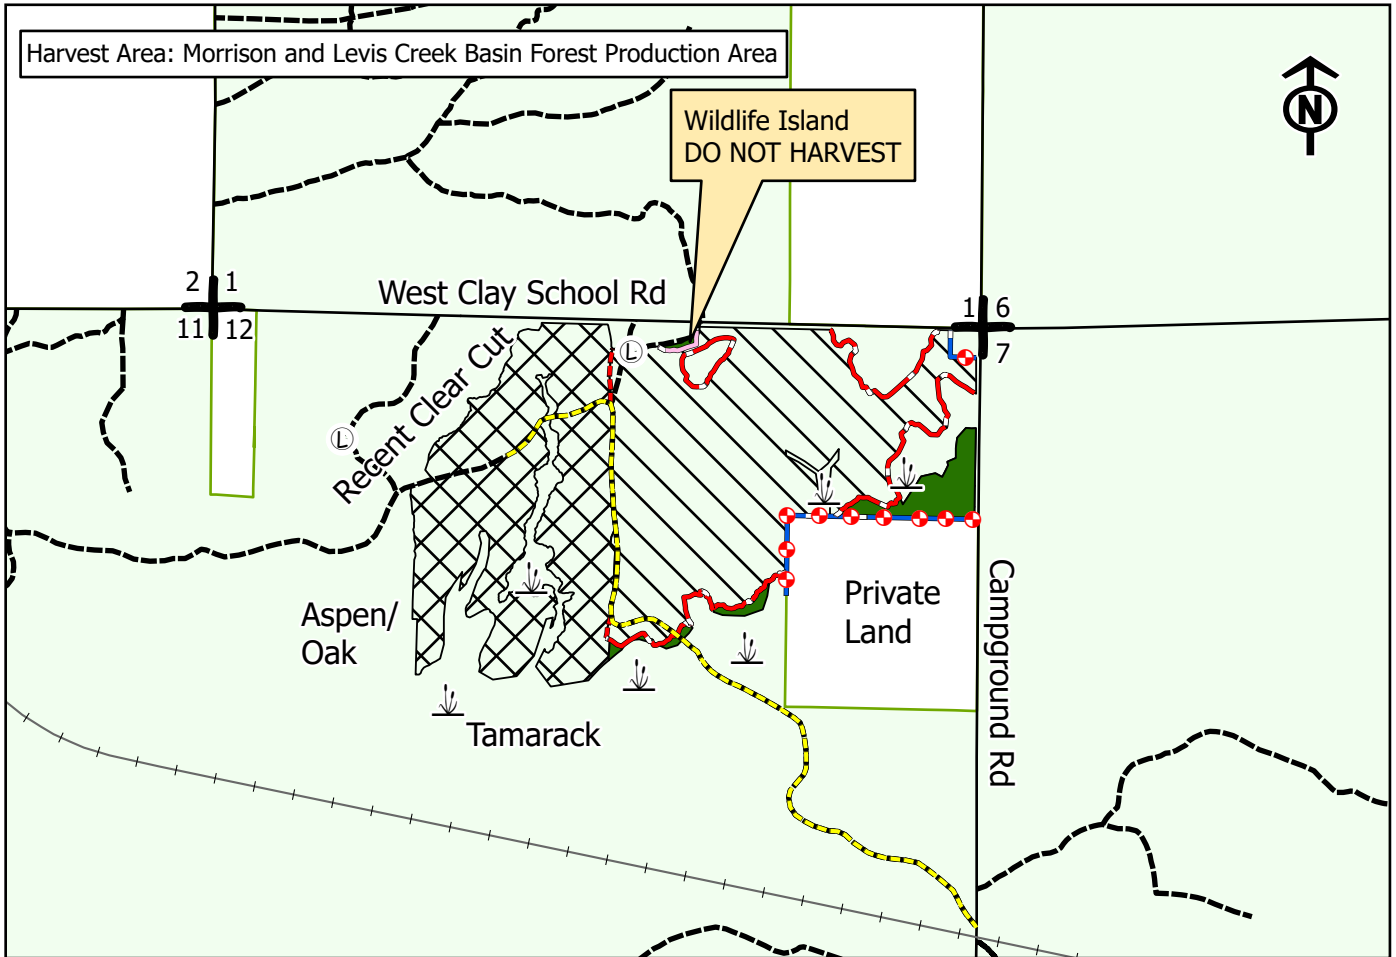 Harvest Area: Morrison and Levis Creek Basin Forest Production Area
N
Wildlife Island
DO NOT HARVEST
2 1
11 12
West Clay School Rd
1 6
7
L
L
Recent Clear Cut
Aspen/
Oak
Private
Land
Campground Rd
Tamarack